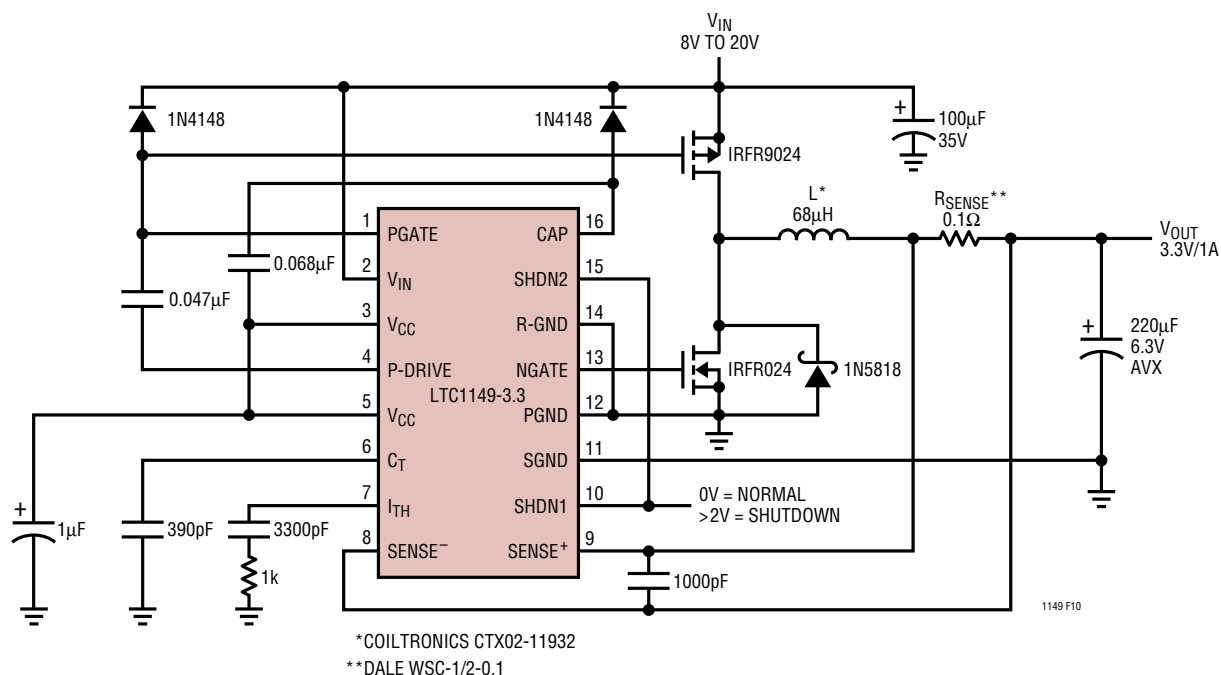 V_IN
8V TO 20V
1N4148
1N4148
+
100µF
35V
IRFR9024
L*
68µH
R_SENSE**
0.1Ω
V_OUT
3.3V/1A
0.068µF
0.047µF
1 PGATE
2 V_IN
3 V_CC
4 P-DRIVE
5 V_CC
6 C_T
7 I_TH
8 SENSE⁻
LTC1149-3.3
16 CAP
15 SHDN2
14 R-GND
13 NGATE
12 PGND
11 SGND
10 SHDN1
9 SENSE⁺
IRFR024
1N5818
+
220µF
6.3V
AVX
0V = NORMAL
>2V = SHUTDOWN
+
1µF
390pF
3300pF
1k
1000pF
1149 F10
*COILTRONICS CTX02-11932
**DALE WSC-1/2-0.1